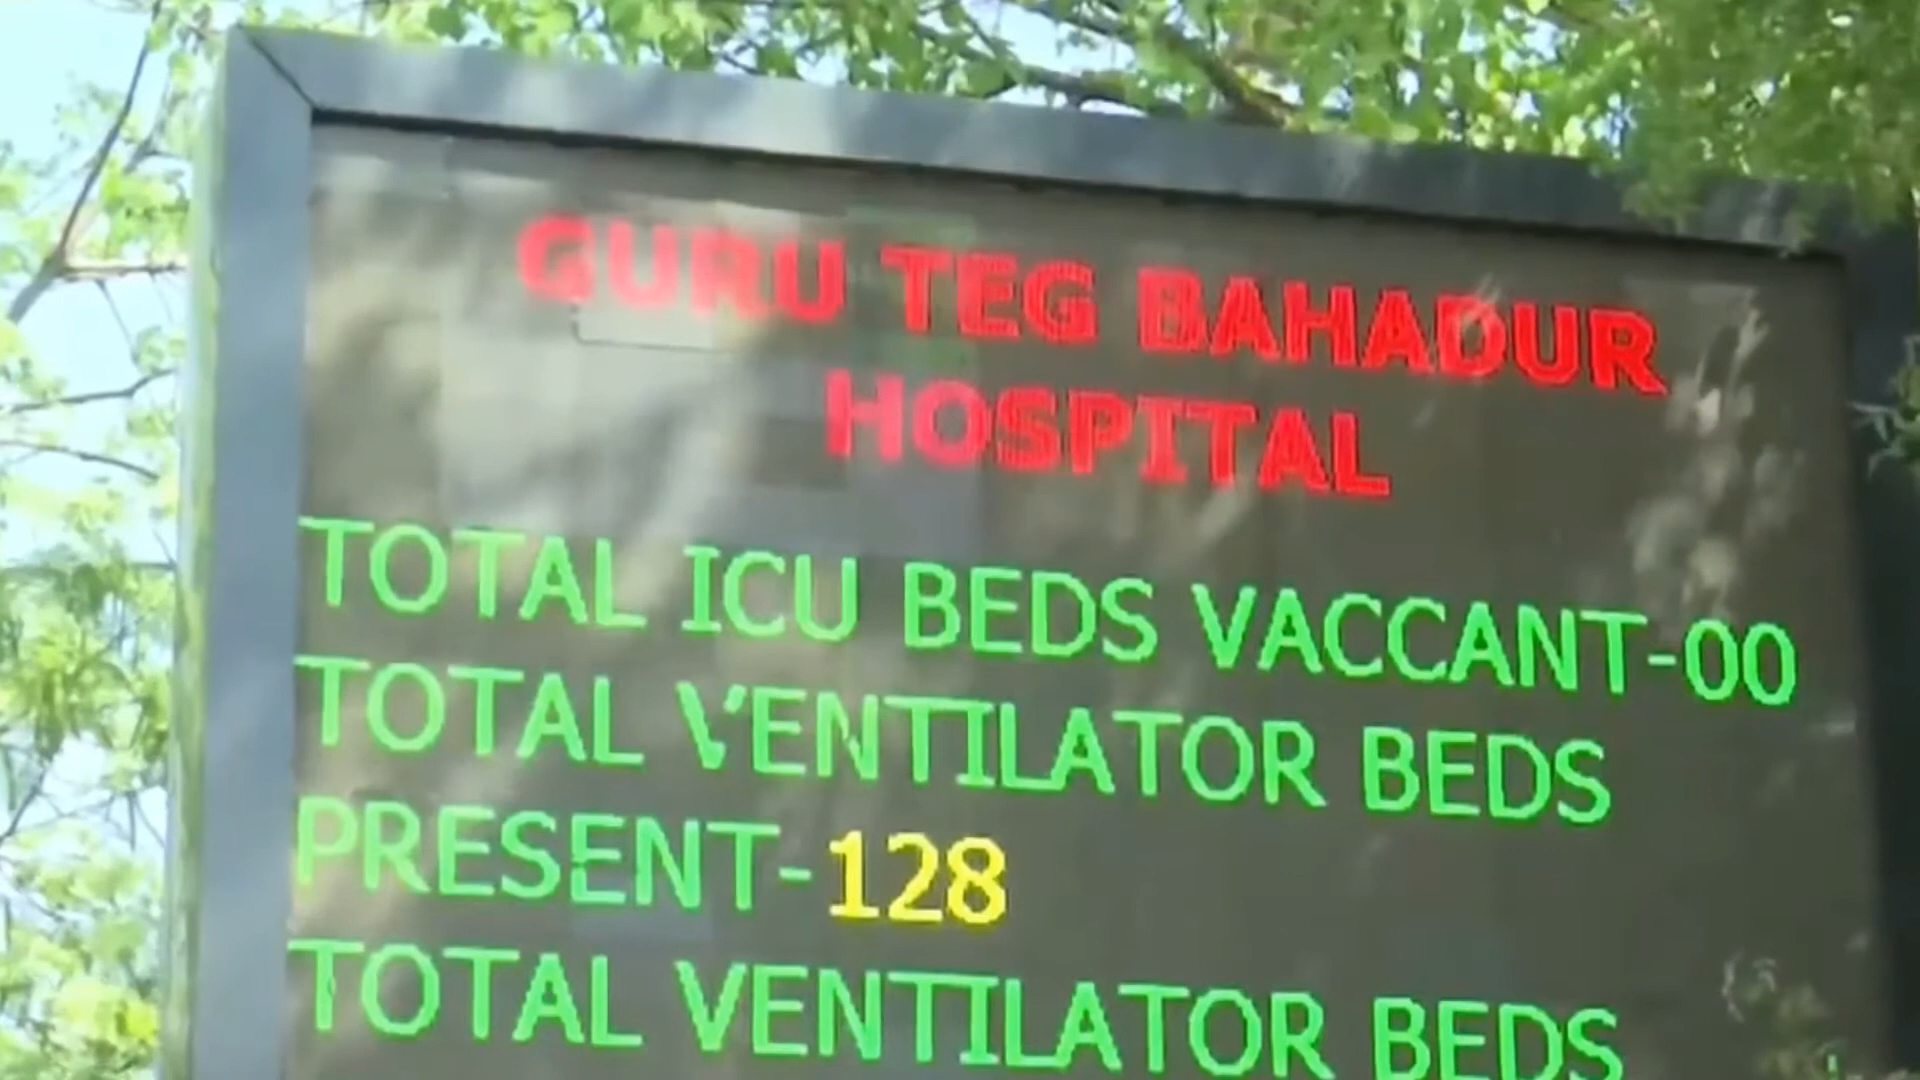 GURU TEG BAHADUR
HOSPITAL
TOTAL ICU BEDS VACCANT-00
TOTAL VENTILATOR BEDS
PRESENT-128
TOTAL VENTILATOR BEDS